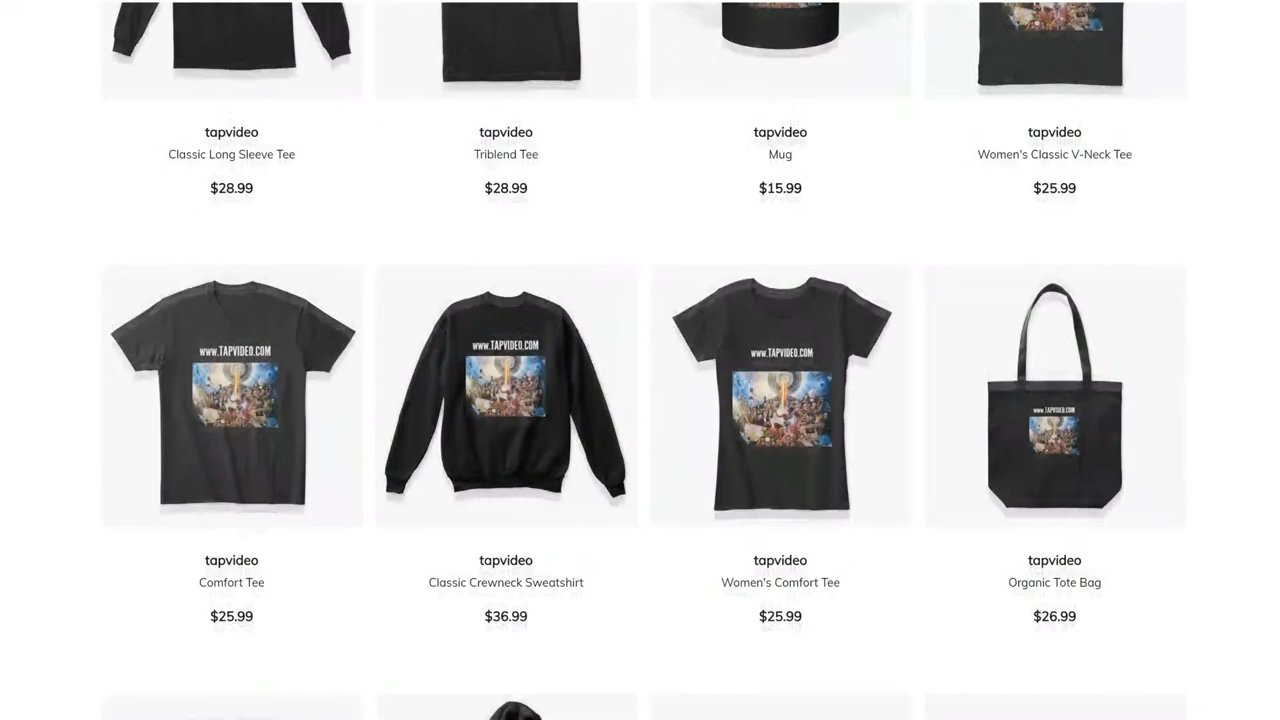 tapvideo
Classic Long Sleeve Tee
$28.99
tapvideo
Triblend Tee
$28.99
tapvideo
Mug
$15.99
tapvideo
Women's Classic V-Neck Tee
$25.99
www.TAPVIDEO.COM
tapvideo
Comfort Tee
$25.99
www.TAPVIDEO.COM
tapvideo
Classic Crewneck Sweatshirt
$36.99
www.TAPVIDEO.COM
tapvideo
Women's Comfort Tee
$25.99
www.TAPVIDEO.COM
tapvideo
Organic Tote Bag
$26.99